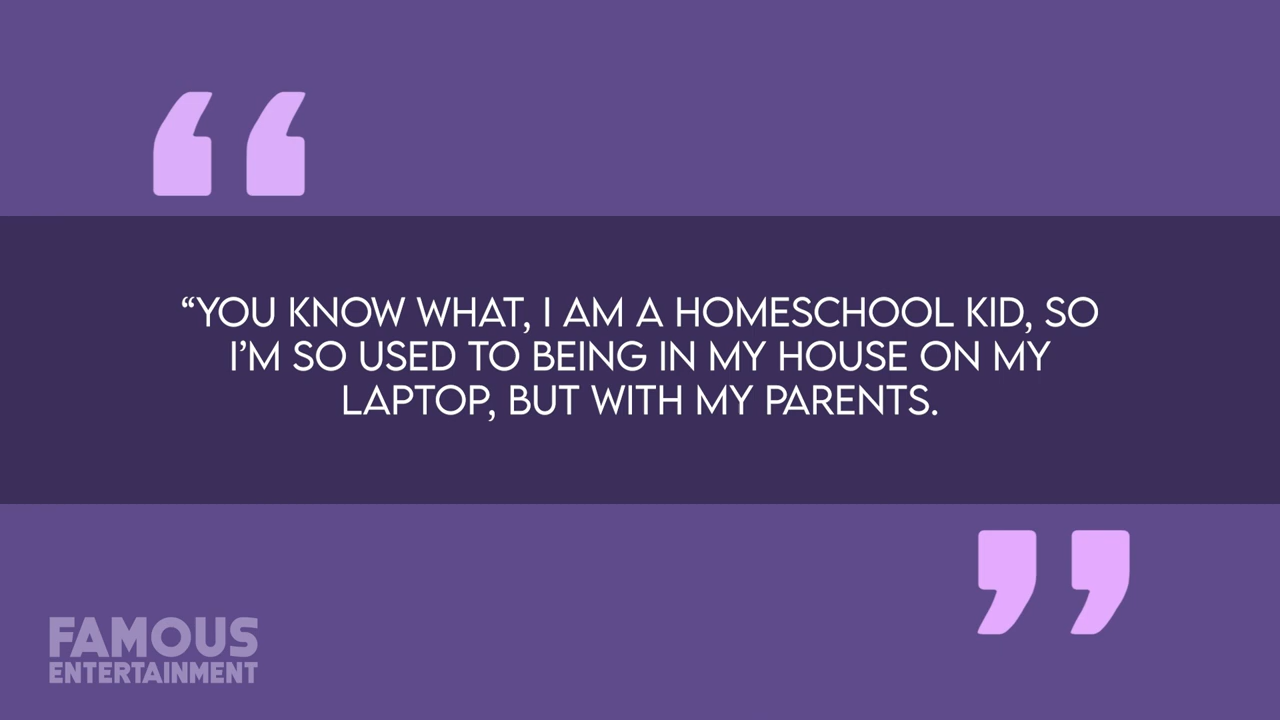 “YOU KNOW WHAT, I AM A HOMESCHOOL KID, SO
I’M SO USED TO BEING IN MY HOUSE ON MY
LAPTOP, BUT WITH MY PARENTS.
FAMOUS
ENTERTAINMENT